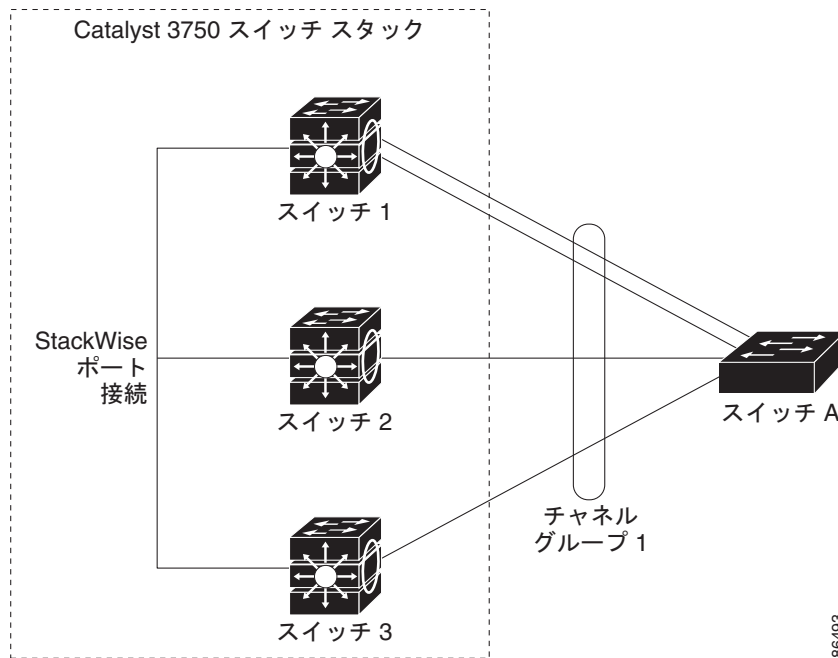 Catalyst 3750 スイッチ スタック
スイッチ 1
StackWise
ポート
接続
スイッチ 2
スイッチ A
チャネル
グループ 1
スイッチ 3
86493